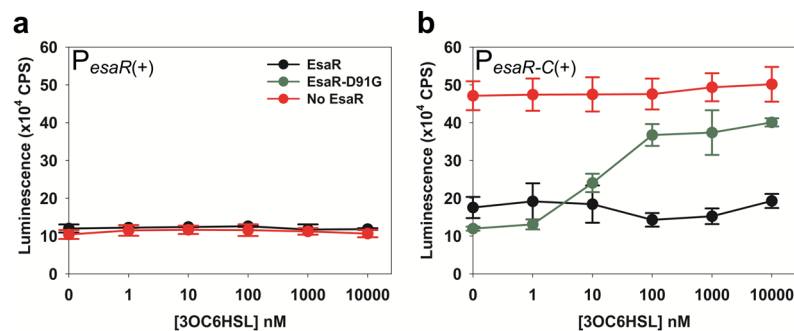 a
P esaR(+)
EsaR
EsaR-D91G
No EsaR
Luminescence (x10⁴ CPS)
60
50
40
30
20
10
0
0 1 10 100 1000 10000
[3OC6HSL] nM
b
P esaR-C(+)
Luminescence (x10⁴ CPS)
60
50
40
30
20
10
0
0 1 10 100 1000 10000
[3OC6HSL] nM